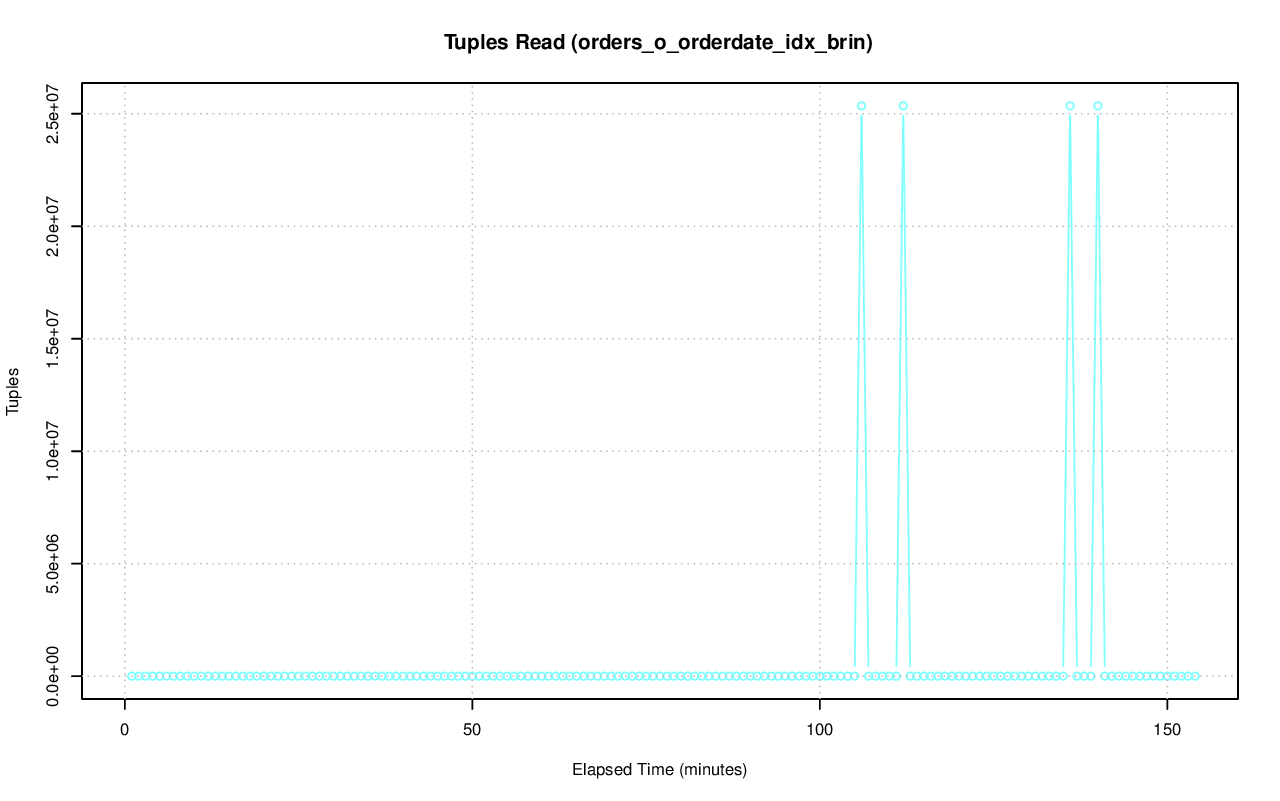 Tuples Read (orders_o_orderdate_idx_brin)
2.5e+07
2.0e+07
1.5e+07
1.0e+07
5.0e+06
0.0e+00
Tuples
0 50 100 150
Elapsed Time (minutes)